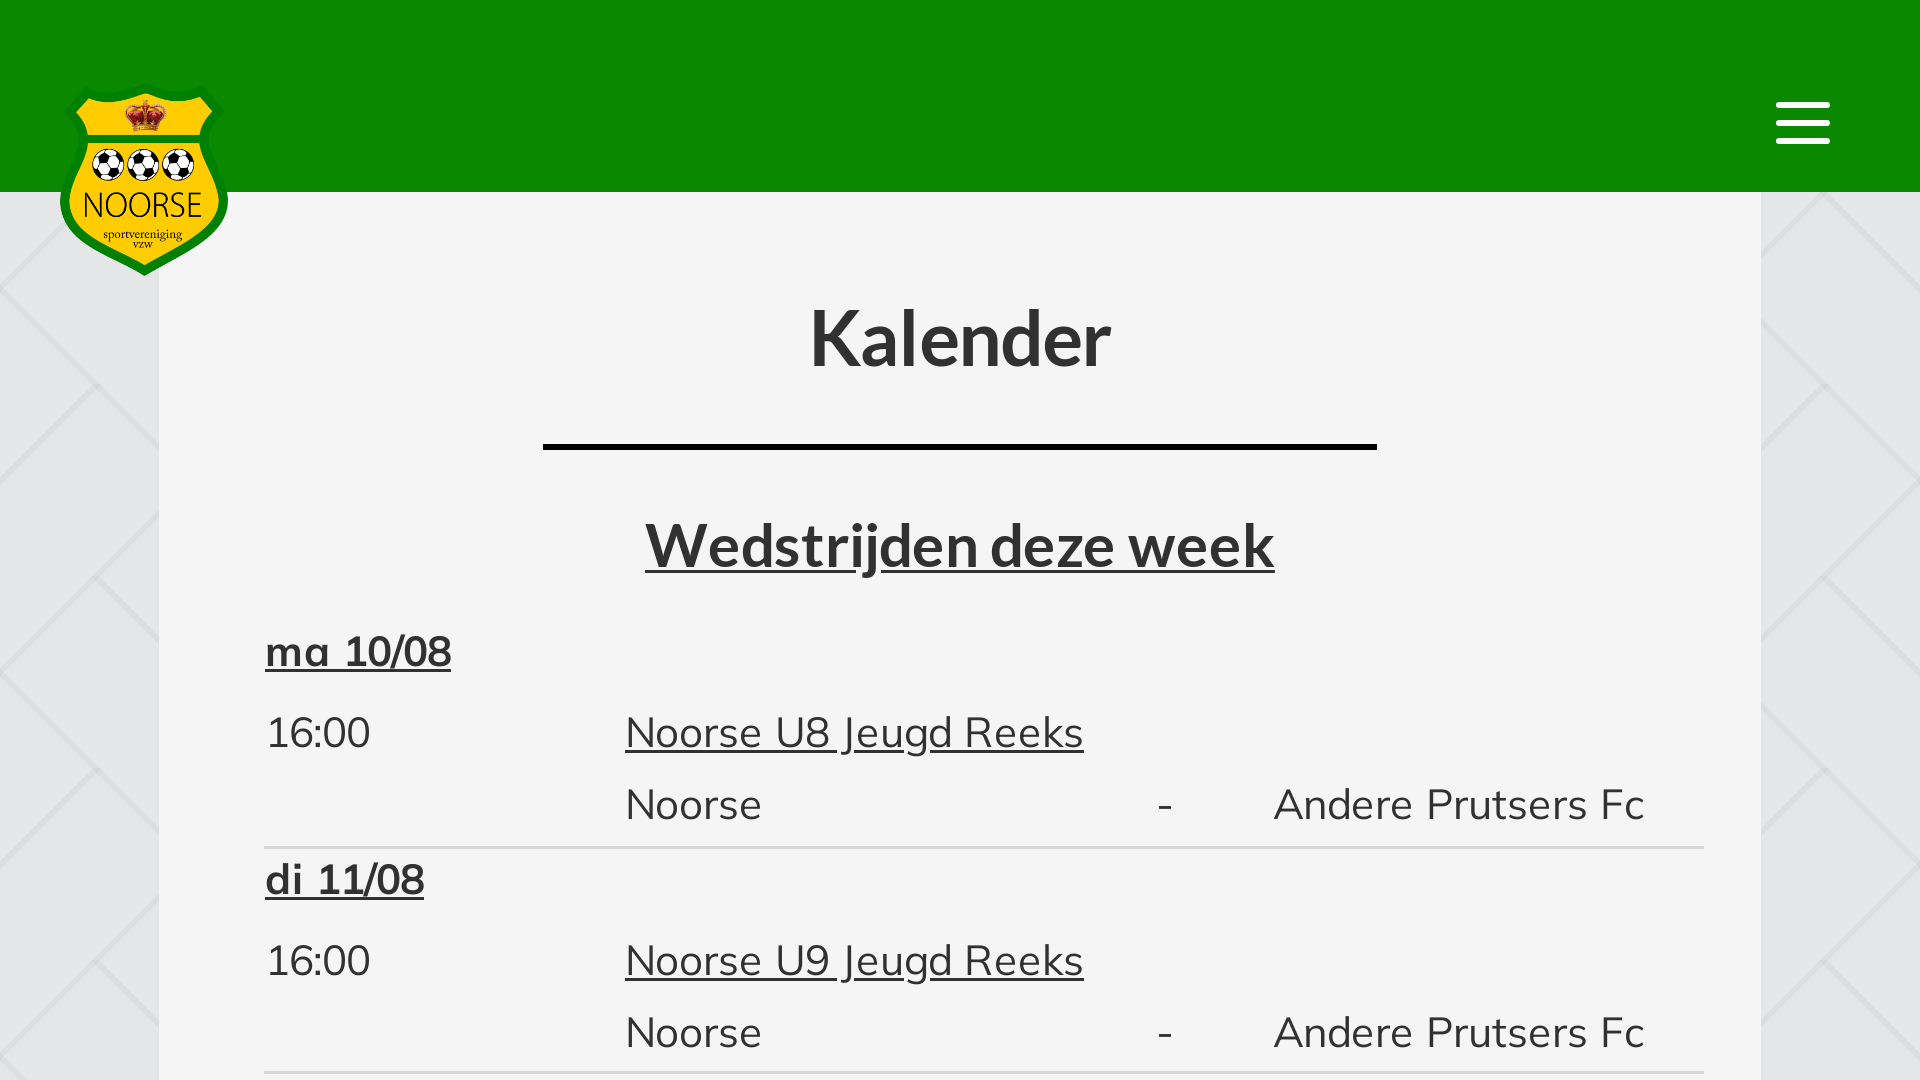 NOORSE
sportvereniging
vzw
Kalender
Wedstrijden deze week
ma 10/08
16:00 Noorse U8 Jeugd Reeks
Noorse - Andere Prutsers Fc
di 11/08
16:00 Noorse U9 Jeugd Reeks
Noorse - Andere Prutsers Fc